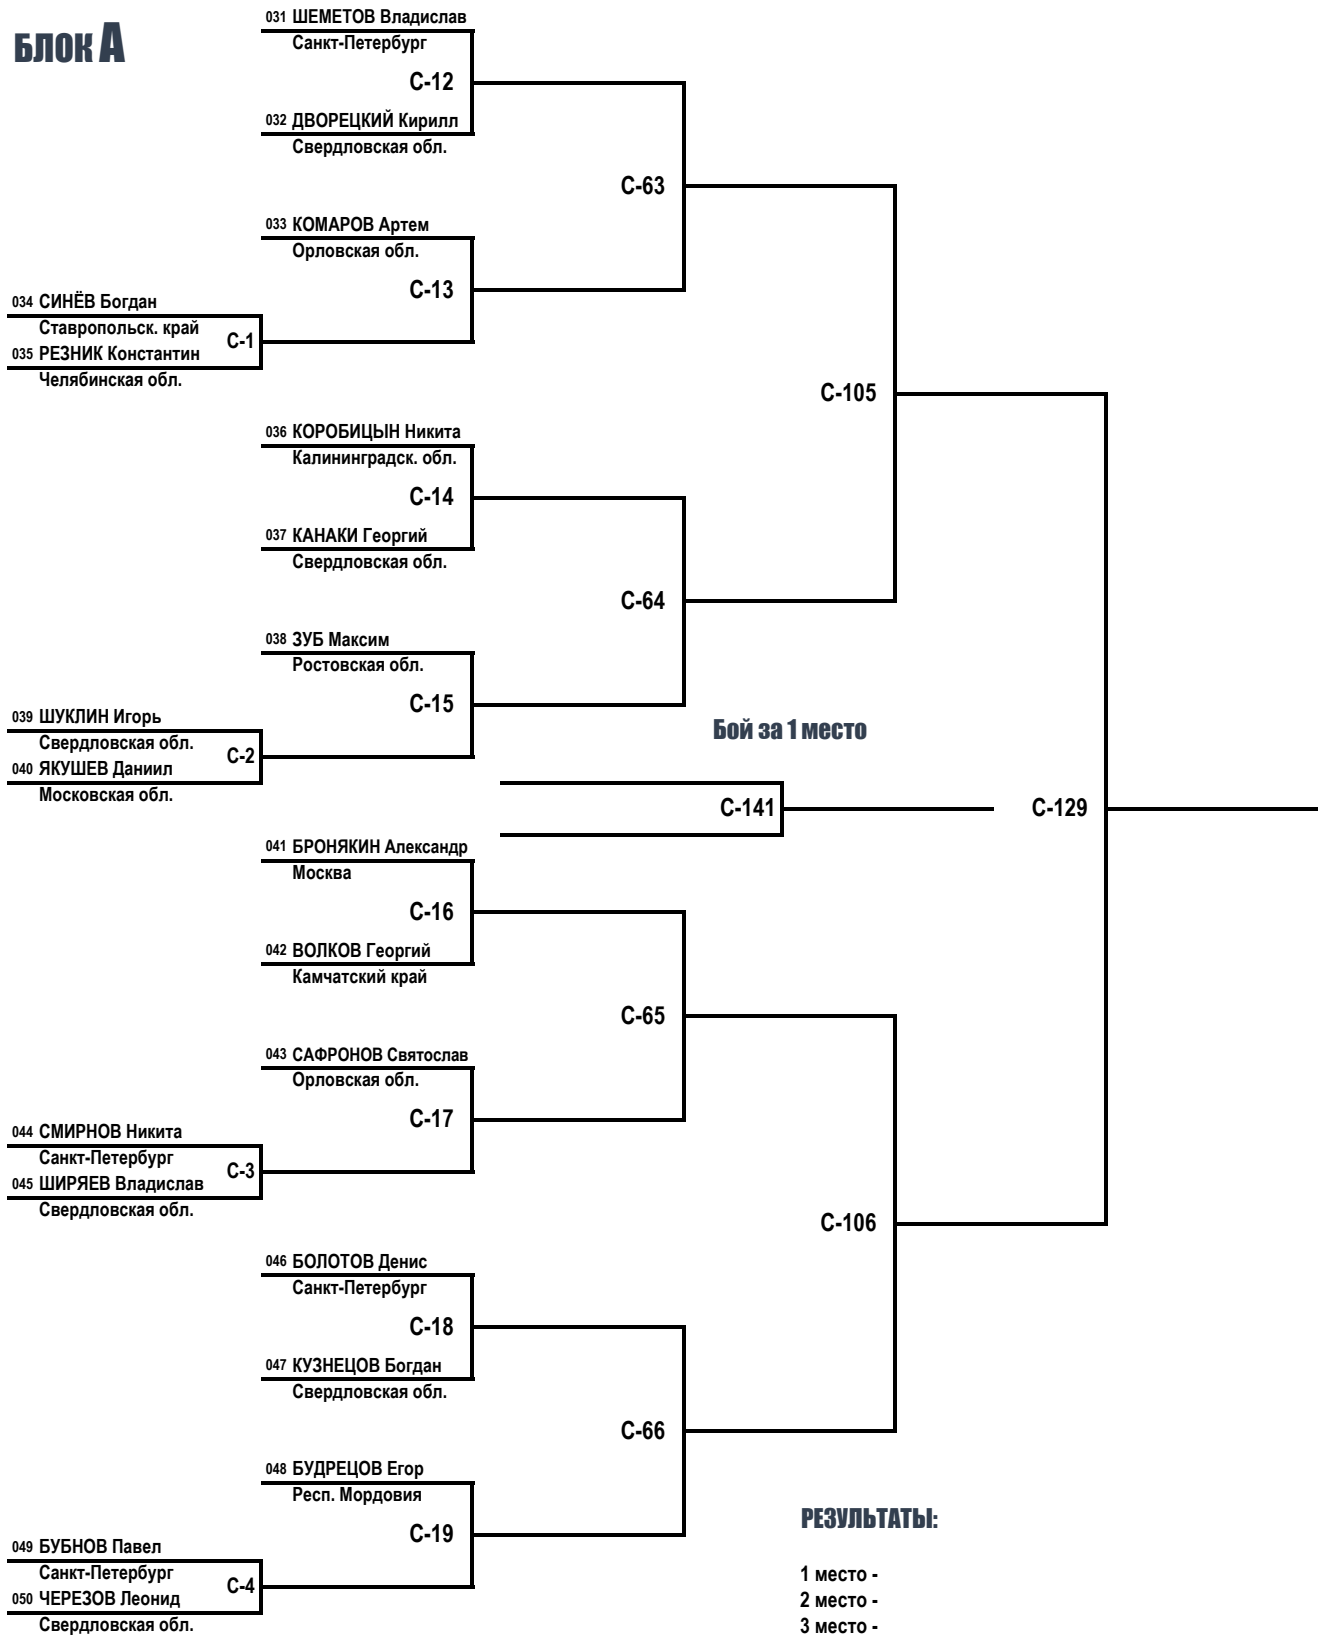 БЛОК А
031 ШЕМЕТОВ Владислав
Санкт-Петербург
С-12
032 ДВОРЕЦКИЙ Кирилл
Свердловская обл.
С-63
033 КОМАРОВ Артем
Орловская обл.
С-13
034 СИНЁВ Богдан
Ставропольск. край
С-1
035 РЕЗНИК Константин
Челябинская обл.
С-105
036 КОРОБИЦЫН Никита
Калининградск. обл.
С-14
037 КАНАКИ Георгий
Свердловская обл.
С-64
038 ЗУБ Максим
Ростовская обл.
С-15
039 ШУКЛИН Игорь
Свердловская обл.
С-2
040 ЯКУШЕВ Даниил
Московская обл.
Бой за 1 место
С-141
С-129
041 БРОНЯКИН Александр
Москва
С-16
042 ВОЛКОВ Георгий
Камчатский край
С-65
043 САФРОНОВ Святослав
Орловская обл.
С-17
044 СМИРНОВ Никита
Санкт-Петербург
С-3
045 ШИРЯЕВ Владислав
Свердловская обл.
С-106
046 БОЛОТОВ Денис
Санкт-Петербург
С-18
047 КУЗНЕЦОВ Богдан
Свердловская обл.
С-66
048 БУДРЕЦОВ Егор
Респ. Мордовия
С-19
049 БУБНОВ Павел
Санкт-Петербург
С-4
050 ЧЕРЕЗОВ Леонид
Свердловская обл.
РЕЗУЛЬТАТЫ:
1 место -
2 место -
3 место -